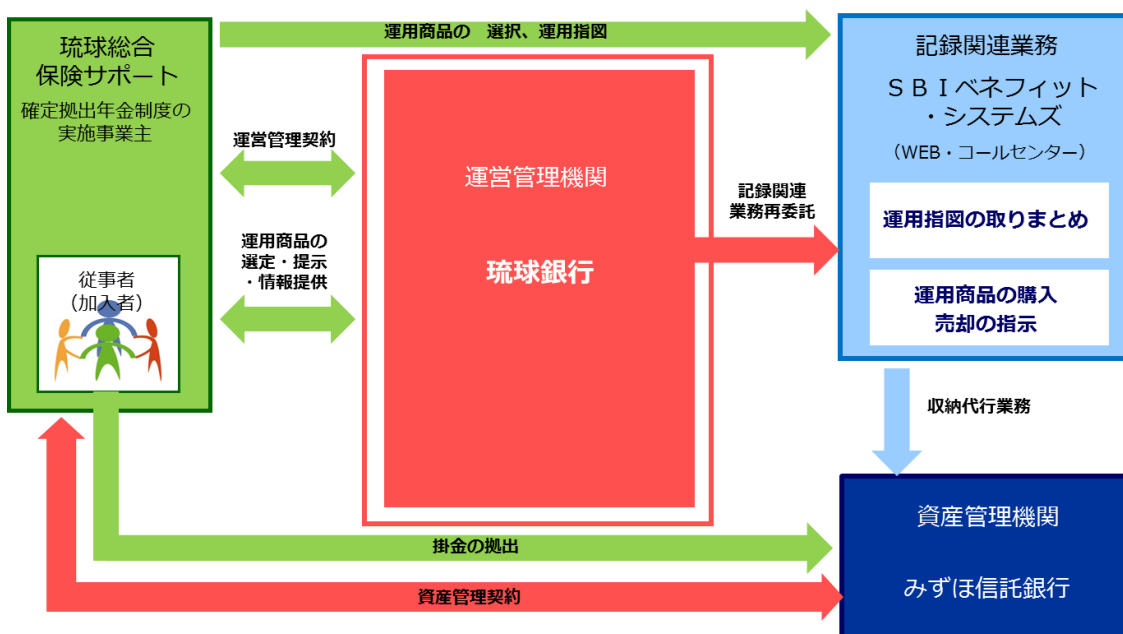 琉球総合
保険サポート
確定拠出年金制度の
実施事業主
従事者
(加入者)
運用商品の　選択、運用指図
運営管理契約
運用商品の
選定・提示
・情報提供
運営管理機関
琉球銀行
記録関連
業務再委託
記録関連業務
ＳＢＩベネフィット
・システムズ
（WEB・コールセンター）
運用指図の取りまとめ
運用商品の購入
売却の指示
収納代行業務
掛金の拠出
資産管理契約
資産管理機関
みずほ信託銀行